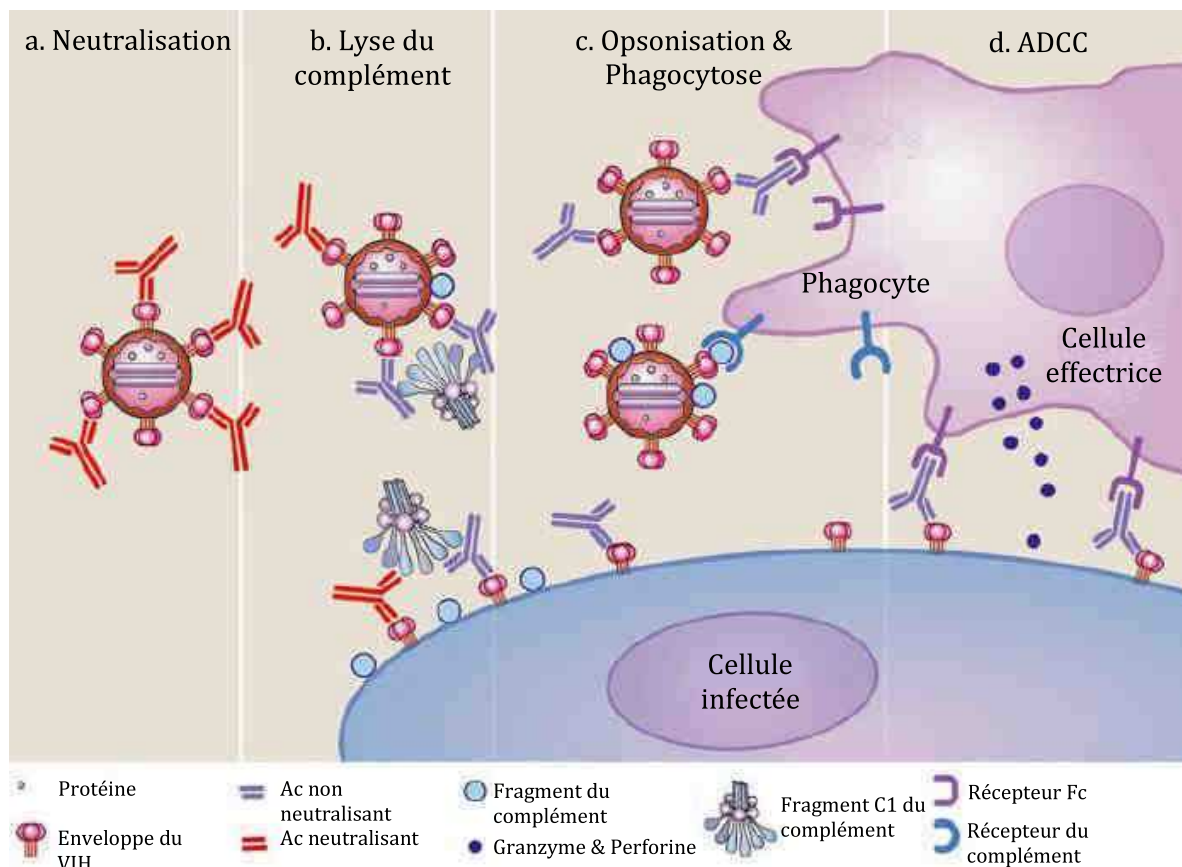 a. Neutralisation
b. Lyse du
complément
c. Opsonisation &
Phagocytose
d. ADCC
Phagocyte
Cellule
effectrice
Cellule
infectée
Protéine
Enveloppe du
VIH
Ac non
neutralisant
Ac neutralisant
Fragment du
complément
Granzyme & Perforine
Fragment C1 du
complément
Récepteur Fc
Récepteur du
complément